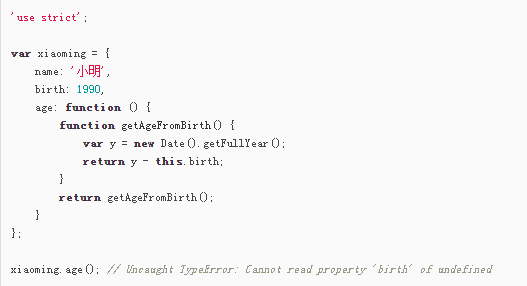 'use strict';
var xiaoming = {
name: '小明',
birth: 1990,
age: function () {
function getAgeFromBirth() {
var y = new Date().getFullYear();
return y - this.birth;
}
return getAgeFromBirth();
}
};
xiaoming.age(); // Uncaught TypeError: Cannot read property 'birth' of undefined